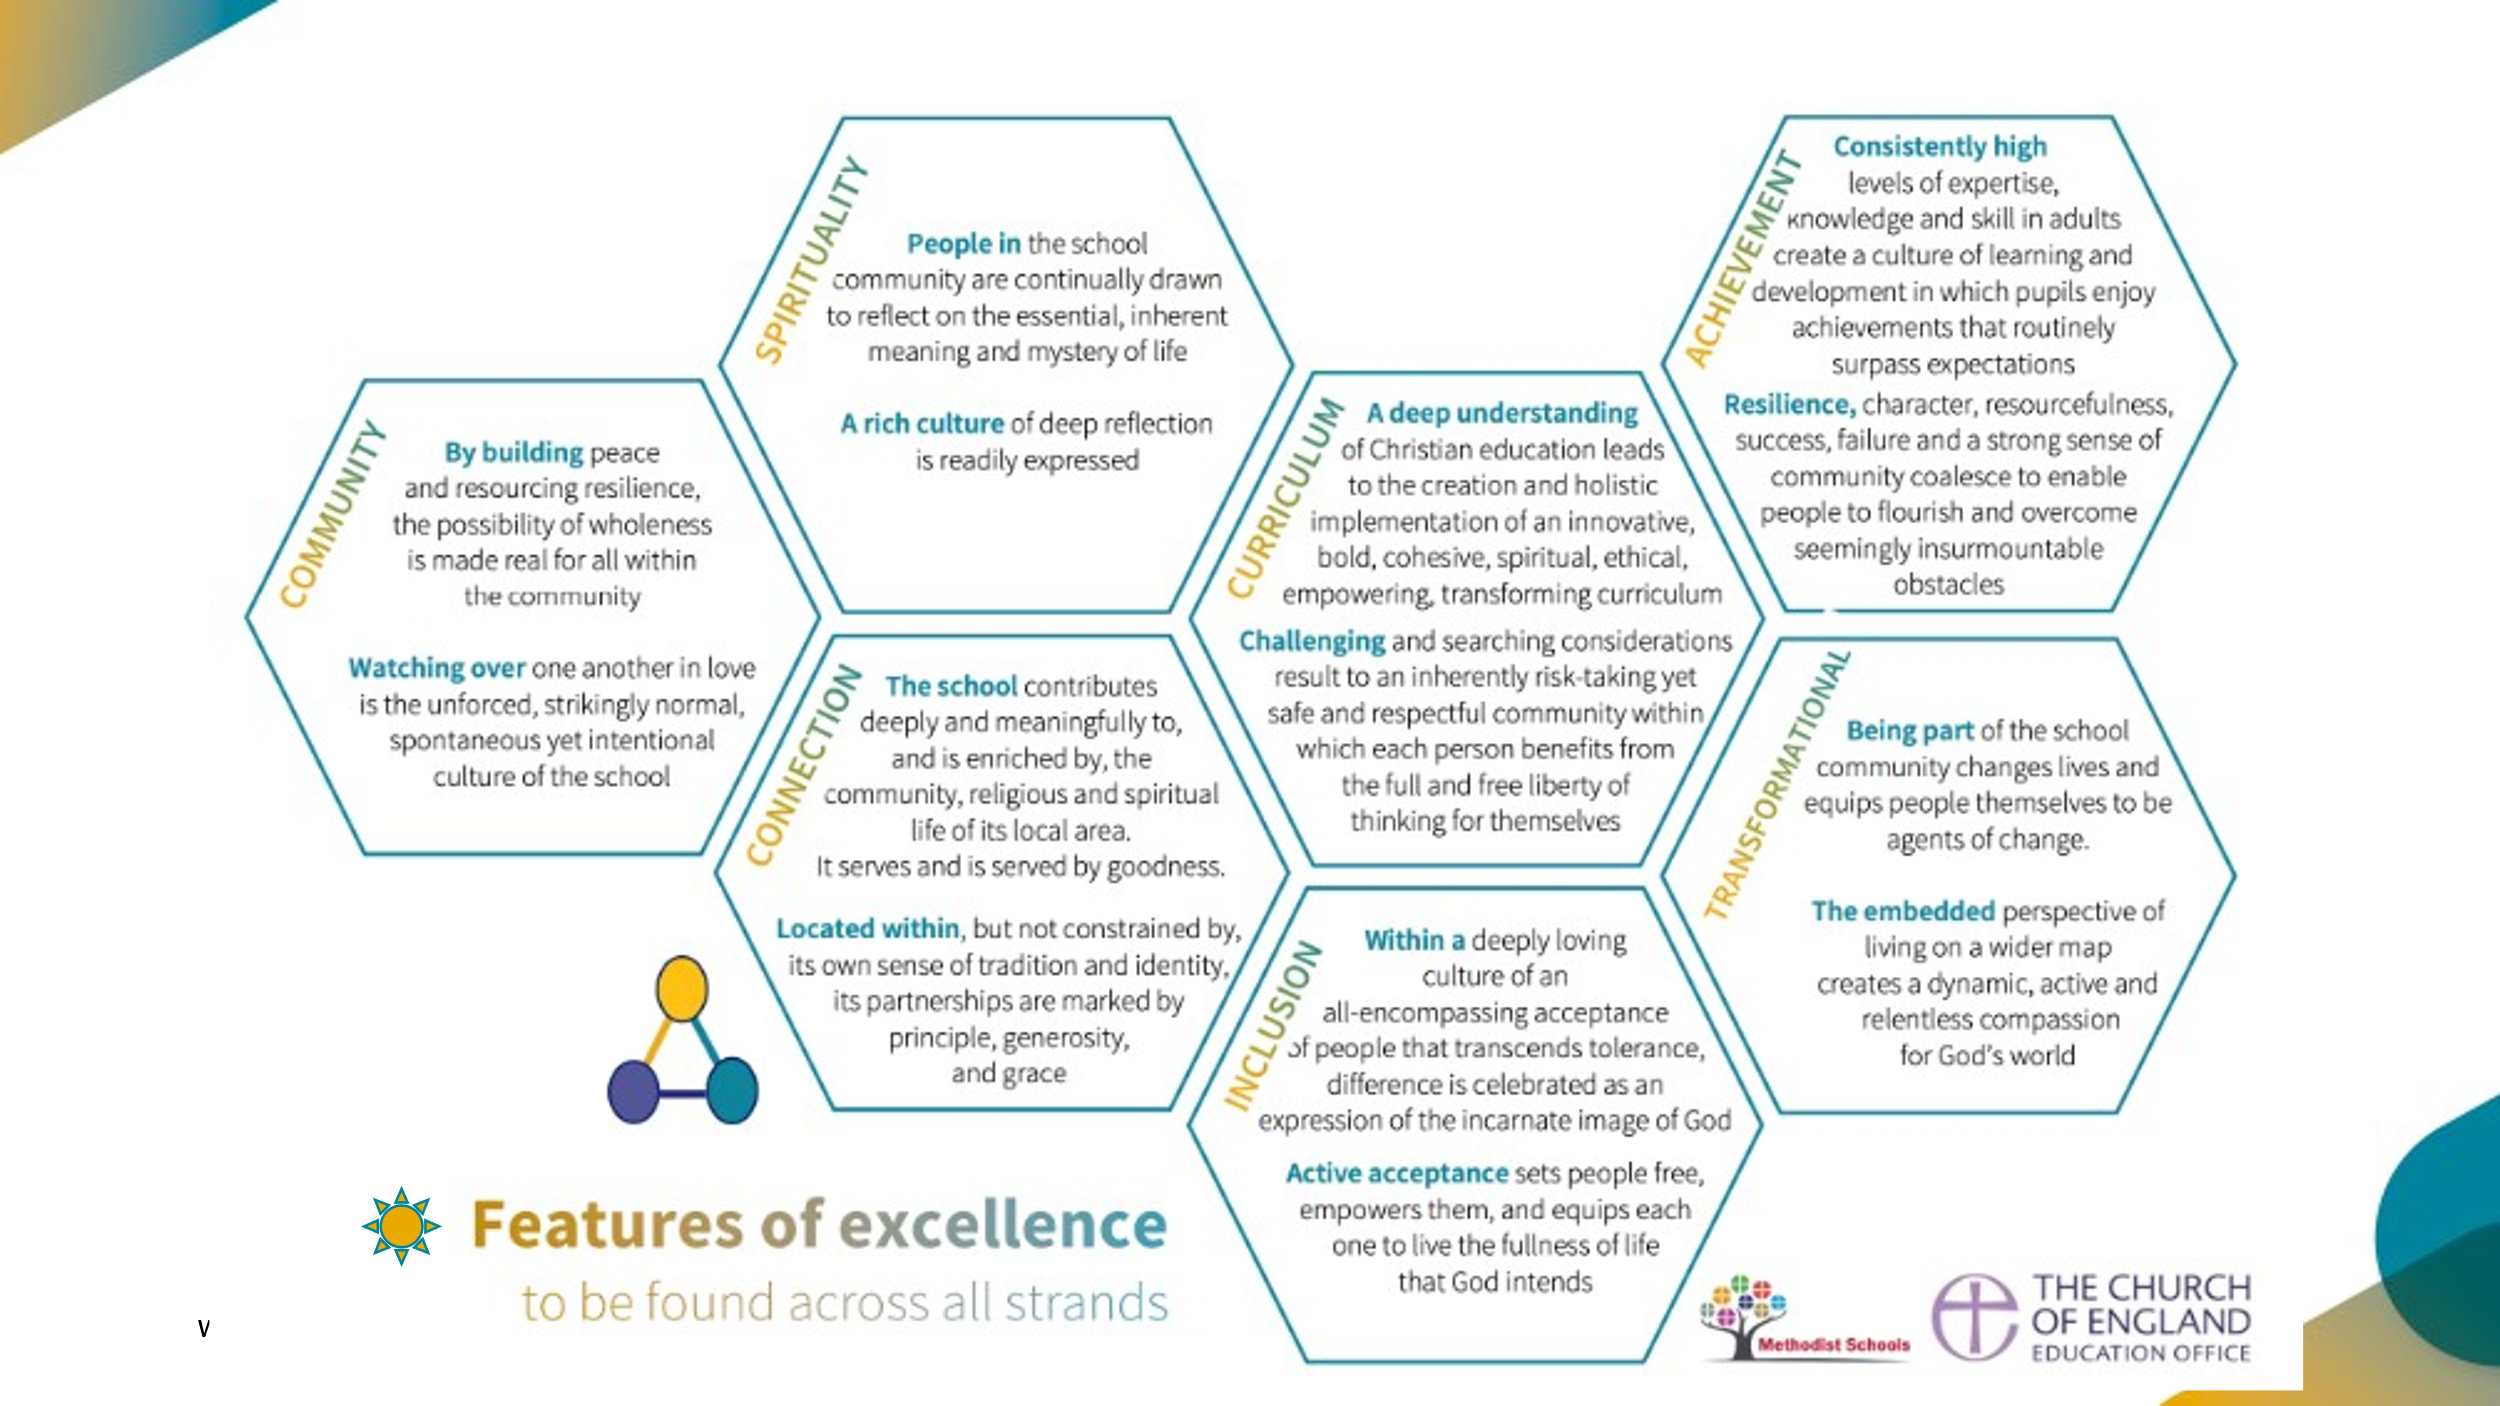 SPIRITUALITY
People in the school
community are continually drawn
to reflect on the essential, inherent
meaning and mystery of life
A rich culture of deep reflection
is readily expressed
ACHIEVEMENT
Consistently high
levels of expertise,
knowledge and skill in adults
create a culture of learning and
development in which pupils enjoy
achievements that routinely
surpass expectations
Resilience, character, resourcefulness,
success, failure and a strong sense of
community coalesce to enable
people to flourish and overcome
seemingly insurmountable
obstacles
COMMUNITY
By building peace
and resourcing resilience,
the possibility of wholeness
is made real for all within
the community
Watching over one another in love
is the unforced, strikingly normal,
spontaneous yet intentional
culture of the school
CURRICULUM
A deep understanding
of Christian education leads
to the creation and holistic
implementation of an innovative,
bold, cohesive, spiritual, ethical,
empowering, transforming curriculum
Challenging and searching considerations
result to an inherently risk-taking yet
safe and respectful community within
which each person benefits from
the full and free liberty of
thinking for themselves
CONNECTION
The school contributes
deeply and meaningfully to,
and is enriched by, the
community, religious and spiritual
life of its local area.
It serves and is served by goodness.
Located within, but not constrained by,
its own sense of tradition and identity,
its partnerships are marked by
principle, generosity,
and grace
TRANSFORMATIONAL
Being part of the school
community changes lives and
equips people themselves to be
agents of change.
The embedded perspective of
living on a wider map
creates a dynamic, active and
relentless compassion
for God's world
INCLUSION
Within a deeply loving
culture of an
all-encompassing acceptance
of people that transcends tolerance,
difference is celebrated as an
expression of the incarnate image of God
Active acceptance sets people free,
empowers them, and equips each
one to live the fullness of life
that God intends
Features of excellence
to be found across all strands
Methodist Schools
THE CHURCH
OF ENGLAND
EDUCATION OFFICE